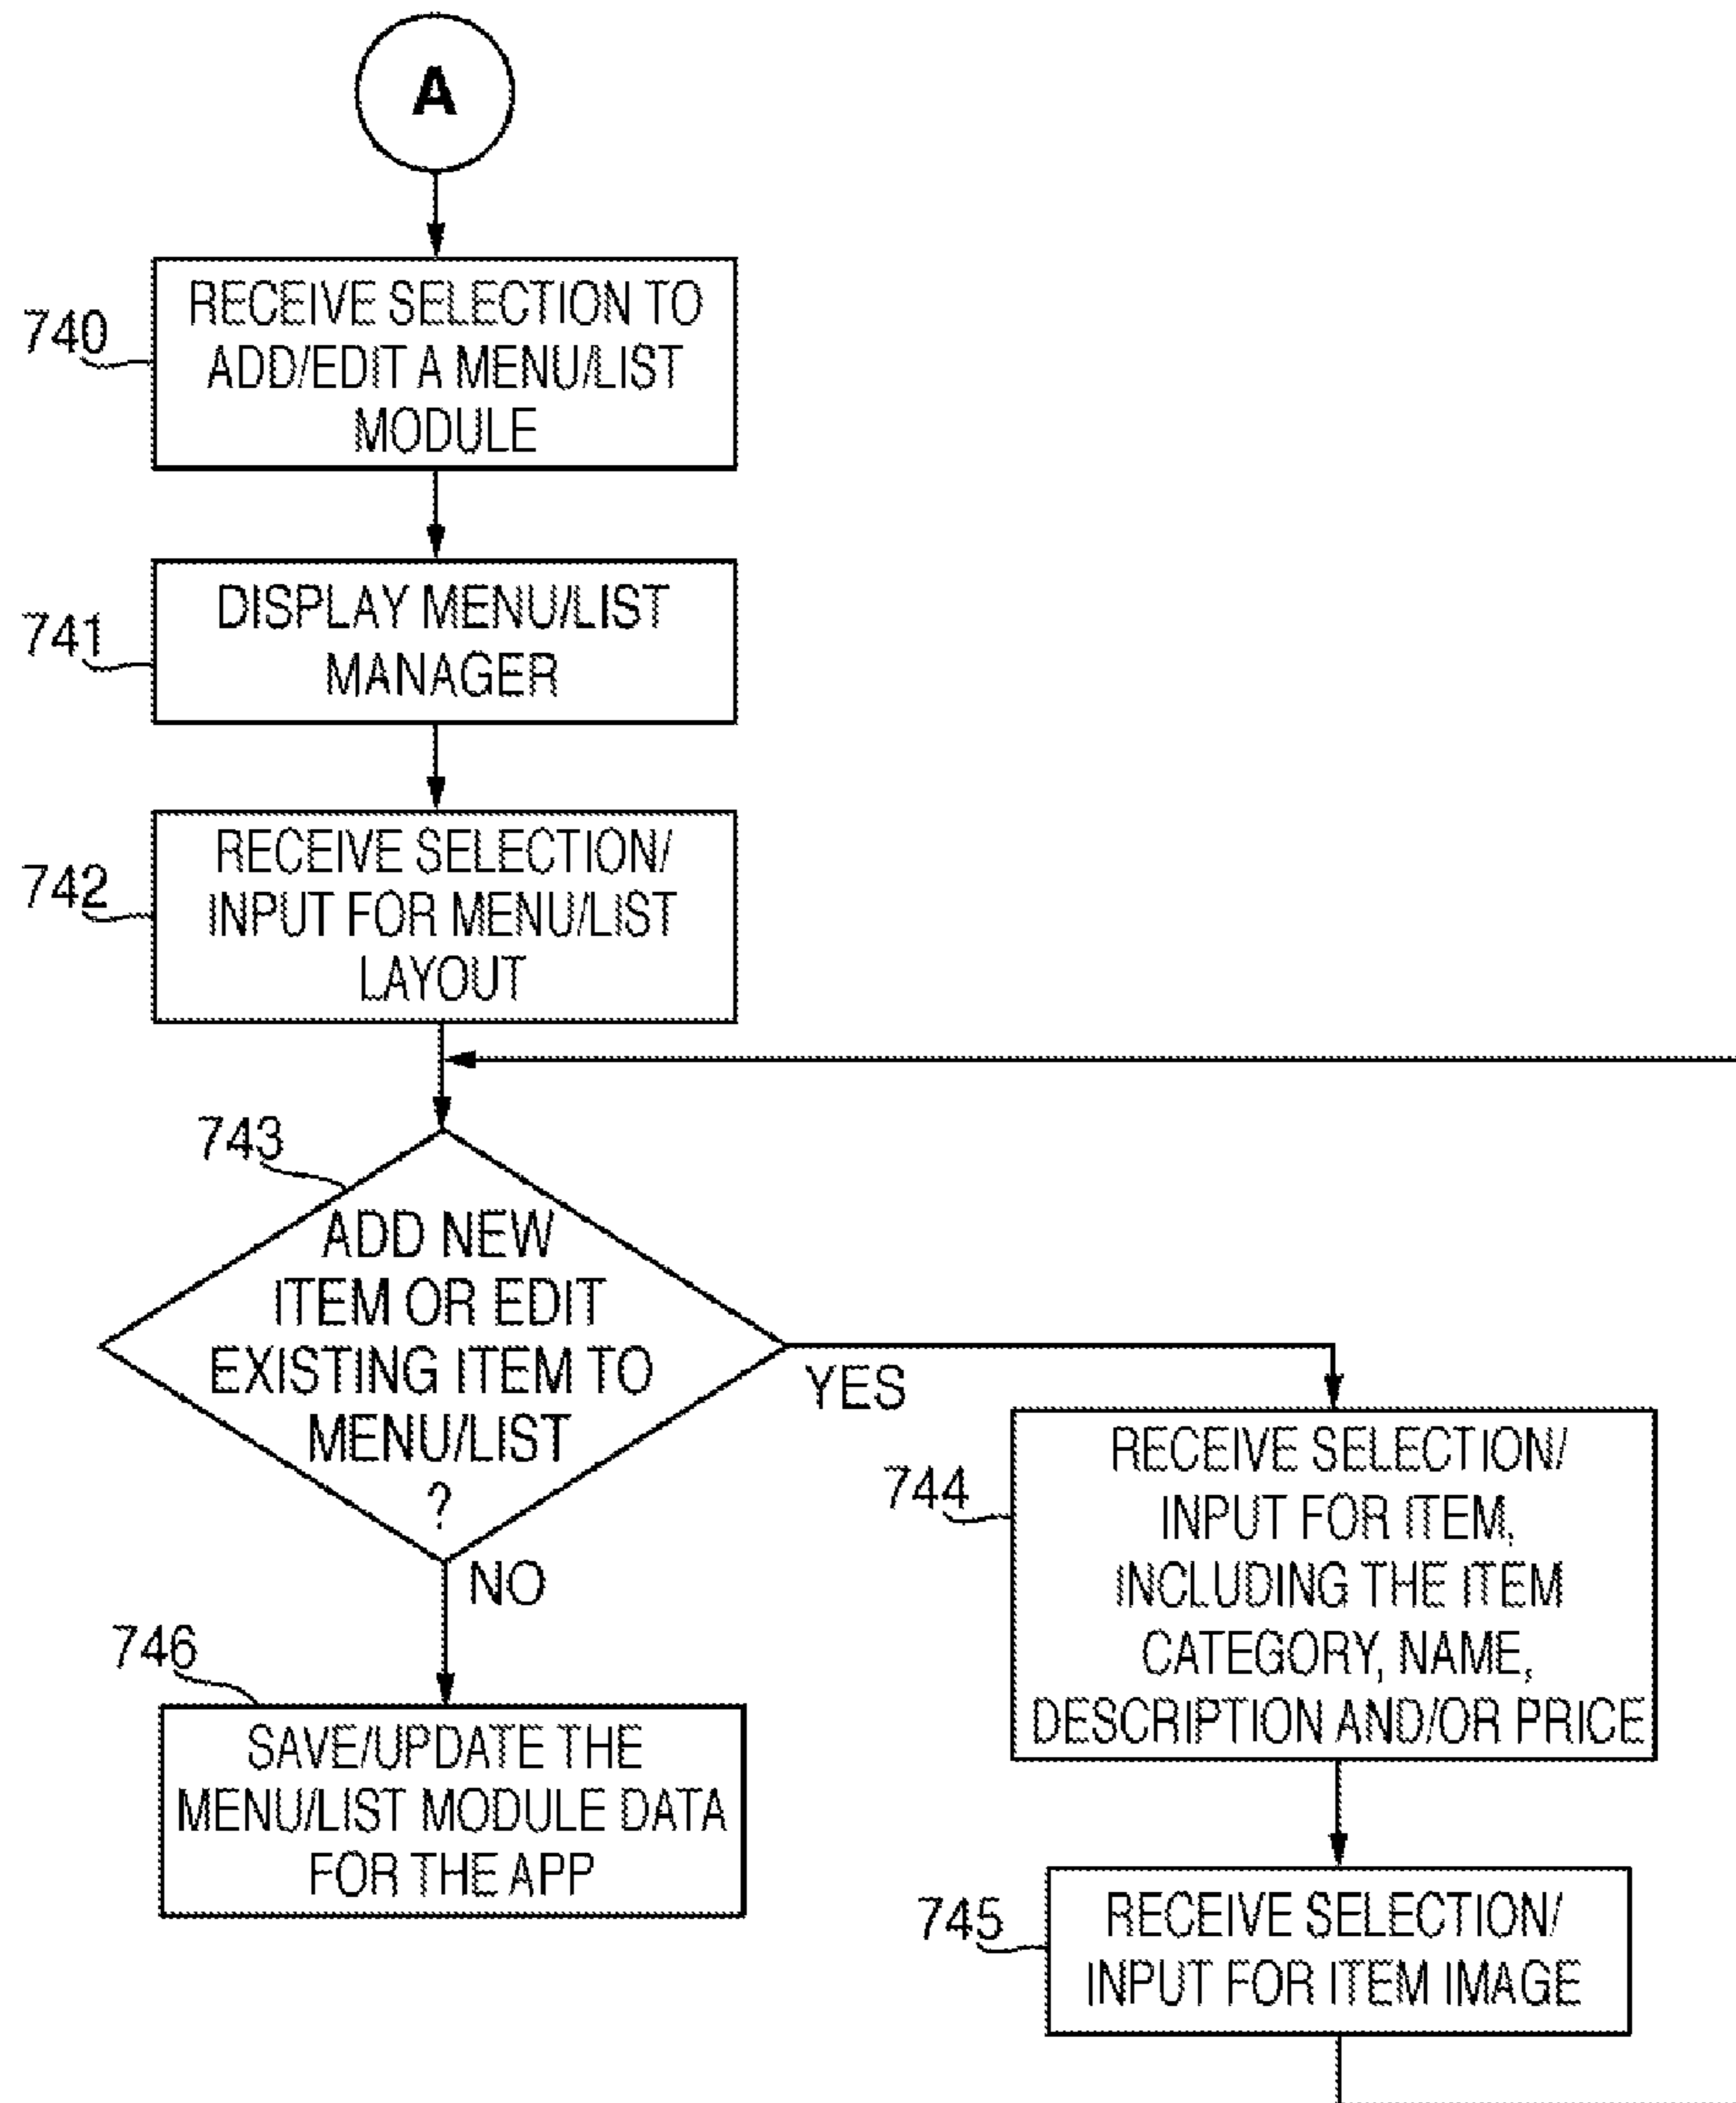 A
740
RECEIVE SELECTION TO
ADD/EDIT A MENU/LIST
MODULE
741
DISPLAY MENU/LIST
MANAGER
742
RECEIVE SELECTION/
INPUT FOR MENU/LIST
LAYOUT
743
ADD NEW
ITEM OR EDIT
EXISTING ITEM TO
MENU/LIST
?
YES
NO
744
RECEIVE SELECTION/
INPUT FOR ITEM,
INCLUDING THE ITEM
CATEGORY, NAME,
DESCRIPTION AND/OR PRICE
746
SAVE/UPDATE THE
MENU/LIST MODULE DATA
FOR THE APP
745
RECEIVE SELECTION/
INPUT FOR ITEM IMAGE